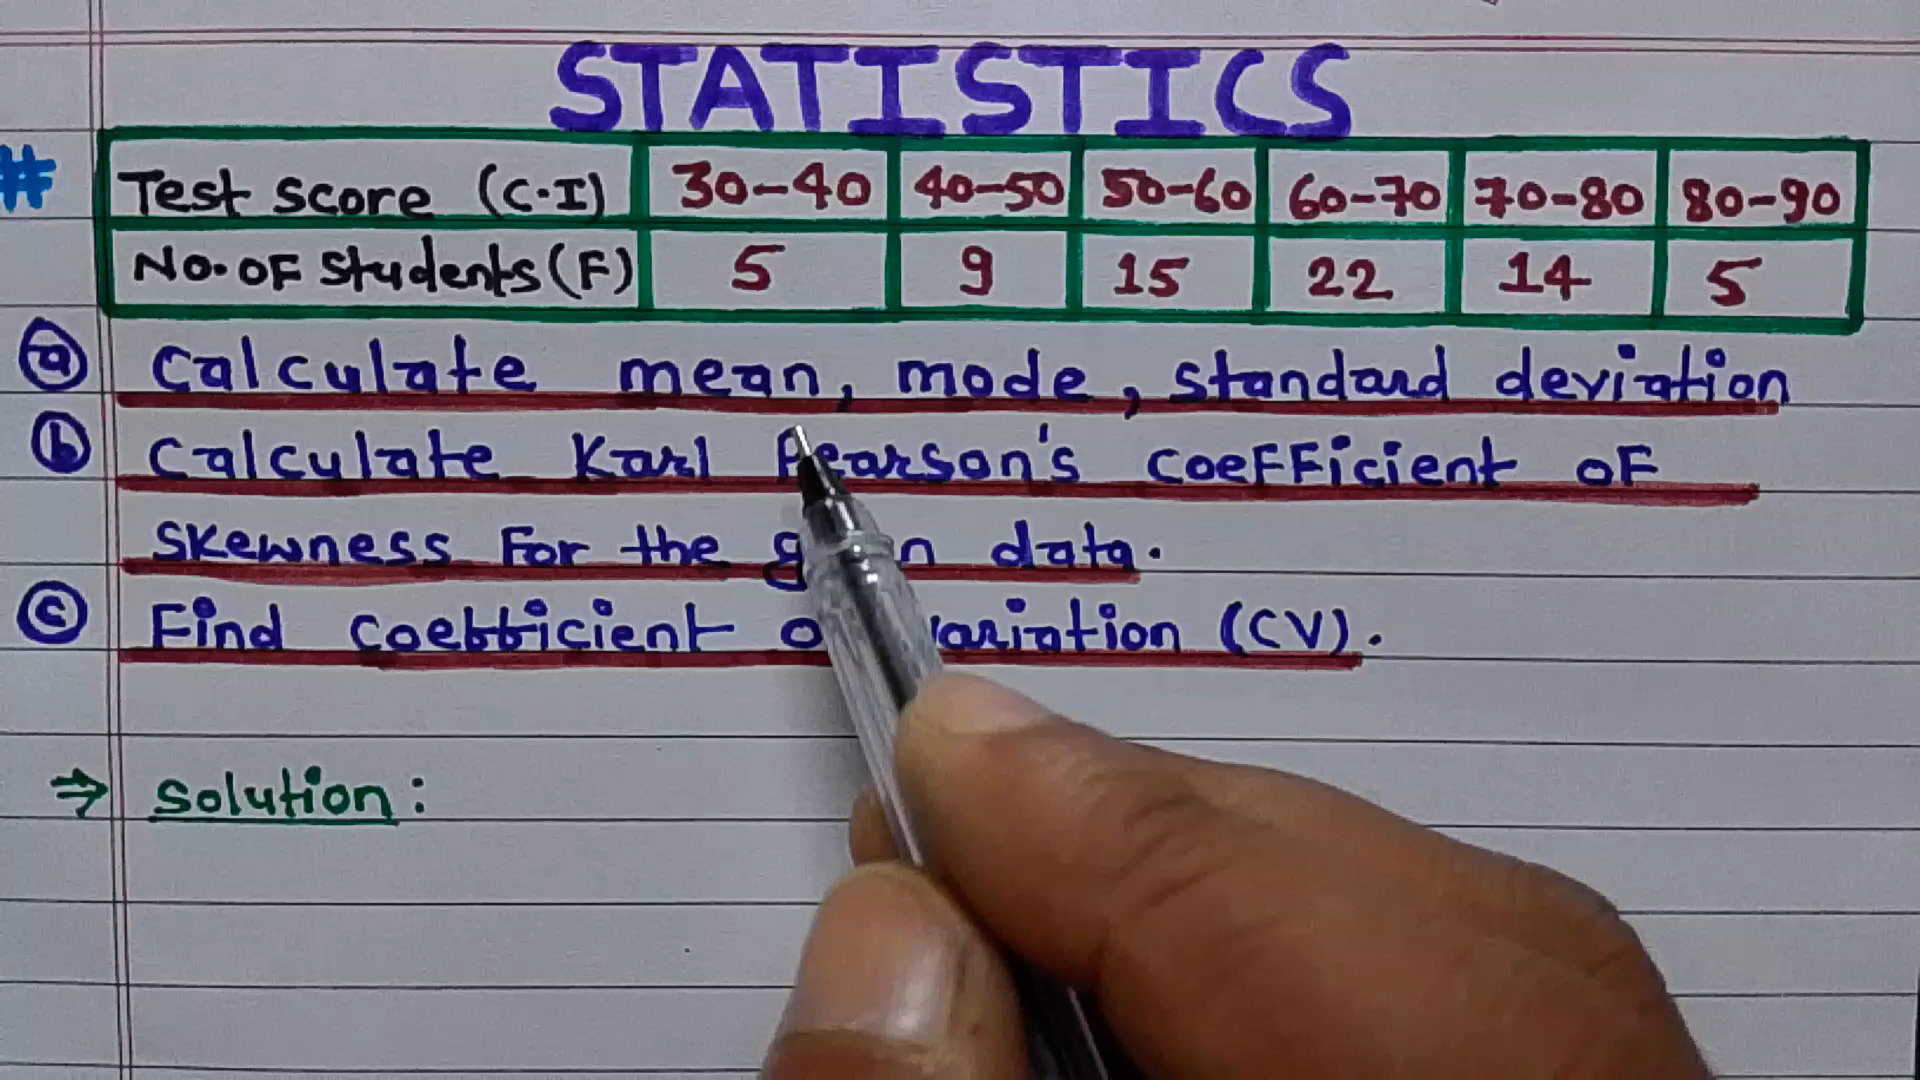 STATISTICS
# Test score (C.I) 30-40 40-50 50-60 60-70 70-80 80-90
No. of students (F) 5 9 15 22 14 5
(a) Calculate mean, mode, standard deviation
(b) Calculate Karl Pearson's coefficient of
skewness for the data.
(c) Find coefficient variation (CV).
⇒ Solution: